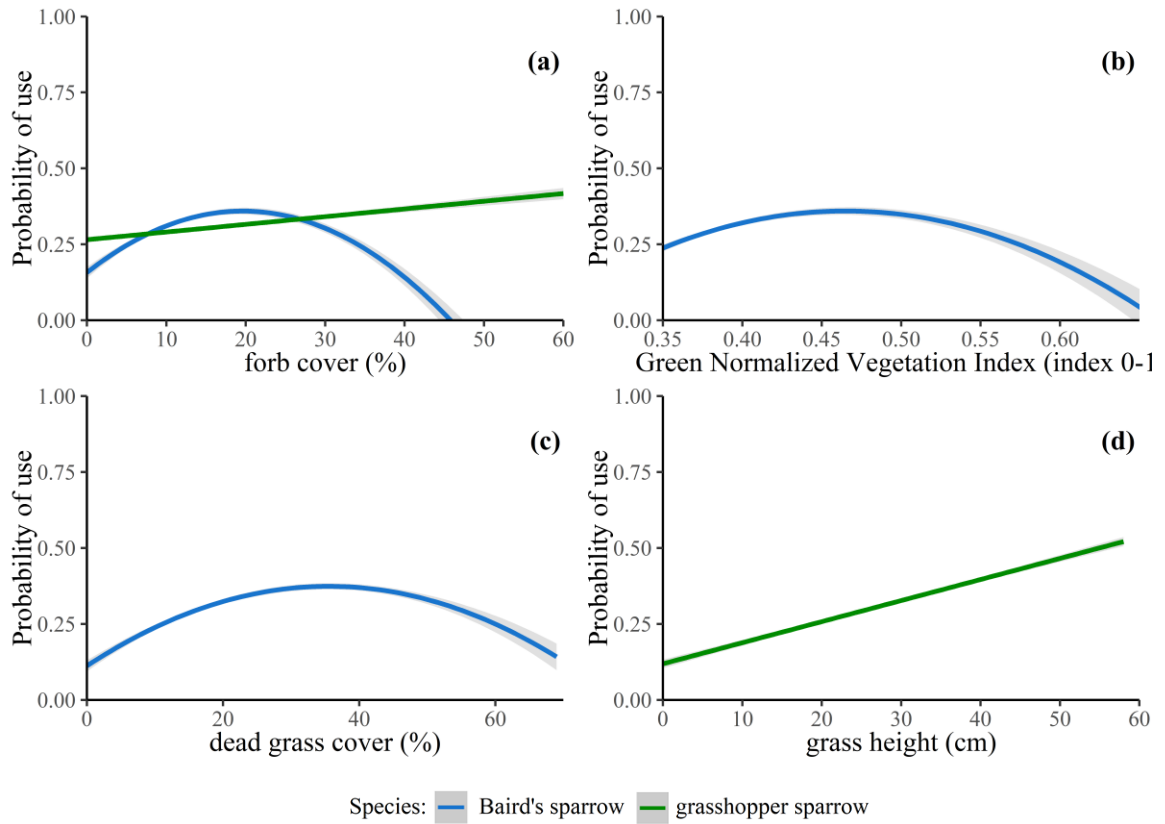 1.00
0.75
0.50
0.25
0.00
Probability of use
(a)
0 10 20 30 40 50 60
forb cover (%)
1.00
0.75
0.50
0.25
0.00
Probability of use
(b)
0.35 0.40 0.45 0.50 0.55 0.60
Green Normalized Vegetation Index (index 0-1
1.00
0.75
0.50
0.25
0.00
Probability of use
(c)
0 20 40 60
dead grass cover (%)
1.00
0.75
0.50
0.25
0.00
Probability of use
(d)
0 10 20 30 40 50 60
grass height (cm)
Species: Baird's sparrow grasshopper sparrow